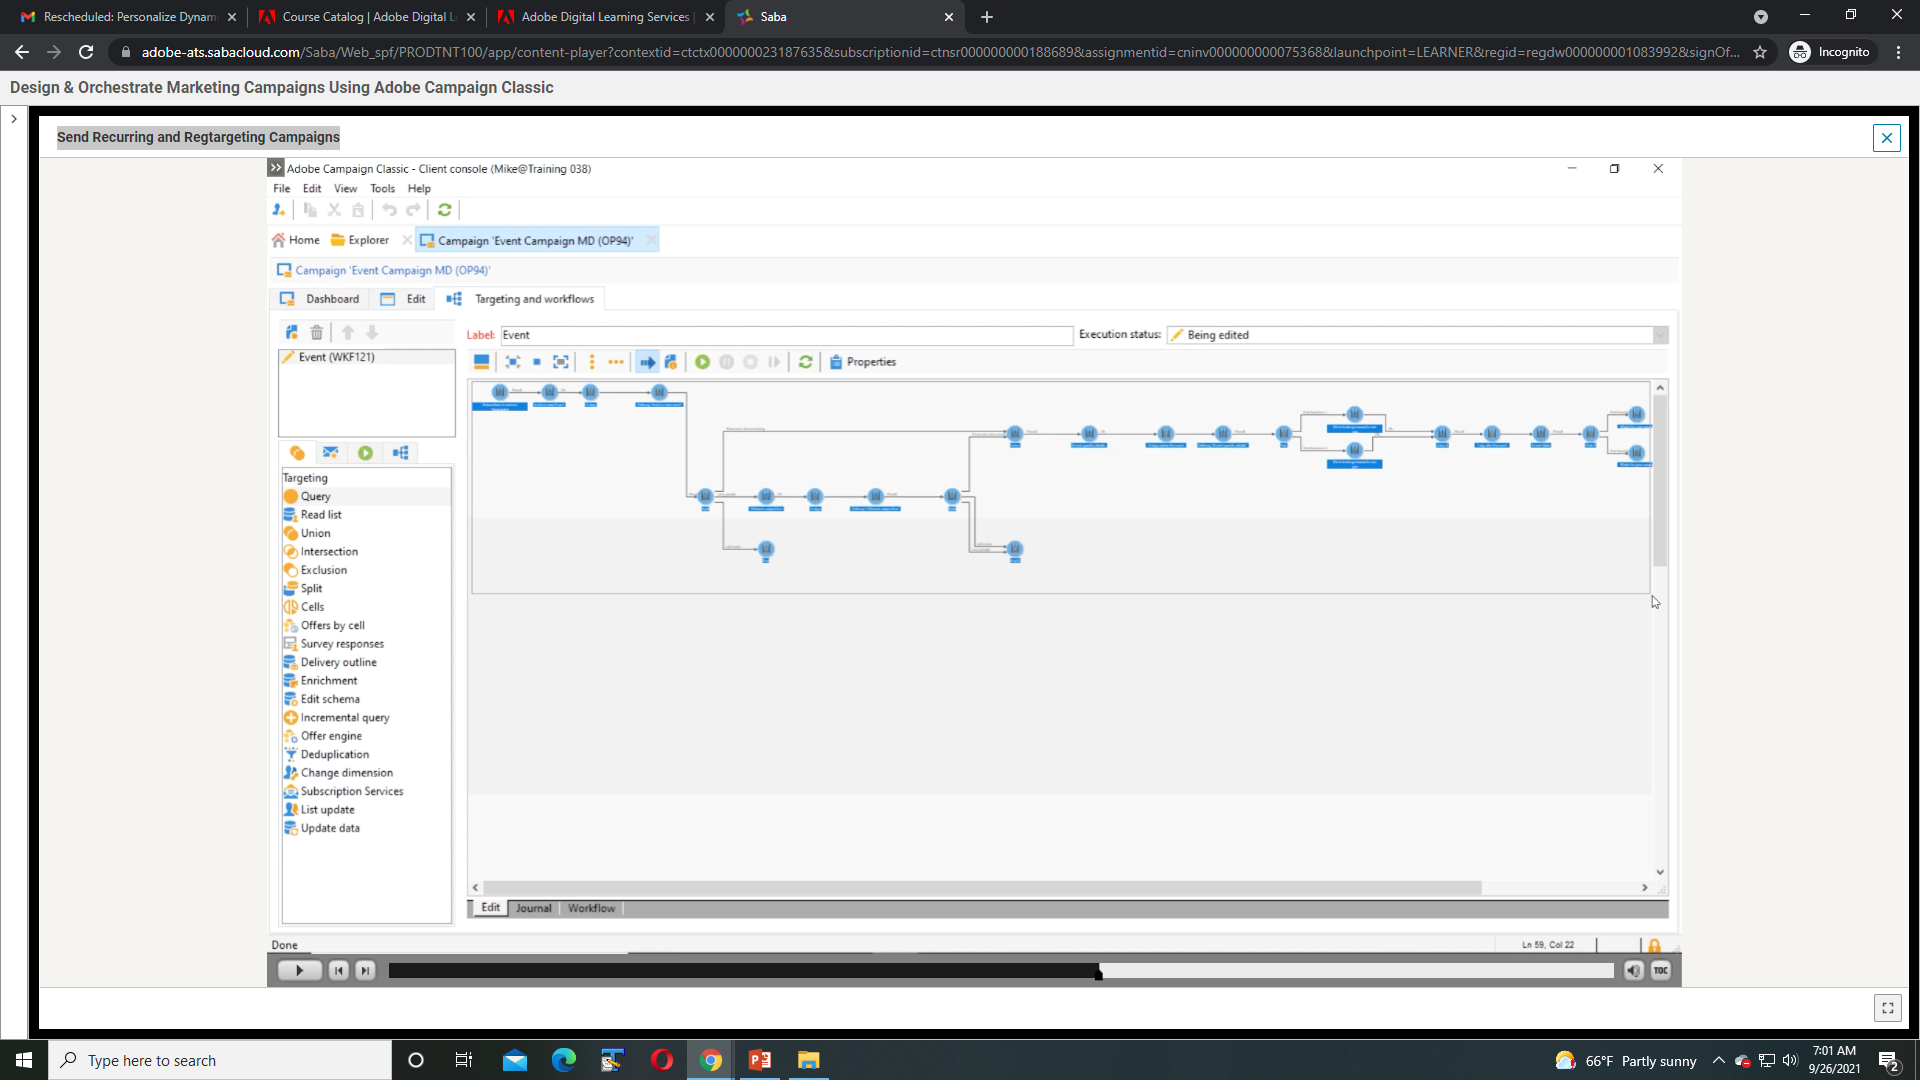 Rescheduled: Personalize Dynam
Course Catalog | Adobe Digital L
Adobe Digital Learning Services |
Saba
adobe-ats.sabacloud.com/Saba/Web_spf/PRODTNT100/app/content-player?contextid=ctctx000000023187635&subscriptionid=ctnsr0000000000188689&assignmentid=cninv000000000075368&launchpoint=LEARNER&regid=regdw000000001083992&signOf...
Incognito
Design & Orchestrate Marketing Campaigns Using Adobe Campaign Classic
Send Recurring and Regtargeting Campaigns
Adobe Campaign Classic - Client console (Mike@Training 038)
File Edit View Tools Help
Home Explorer Campaign 'Event Campaign MD (OP94)'
Campaign 'Event Campaign MD (OP94)'
Dashboard Edit Targeting and workflows
Label: Event Execution status: Being edited
Event (WKF121)
Properties
Targeting
Query
Read list
Union
Intersection
Exclusion
Split
Cells
Offers by cell
Survey responses
Delivery outline
Enrichment
Edit schema
Incremental query
Offer engine
Deduplication
Change dimension
Subscription Services
List update
Update data
Edit Journal Workflow
Done
Ln 59, Col 22
TOC
Type here to search
66°F Partly sunny
7:01 AM
9/26/2021
2